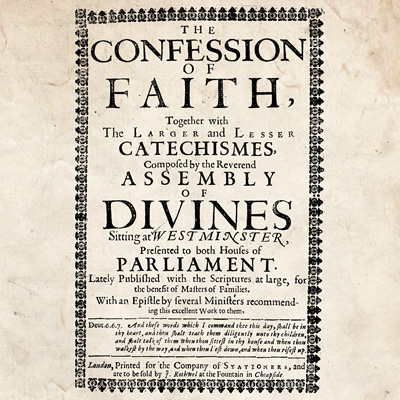 THE
CONFESSION
OF
FAITH,
Together with
The LARGER and LESSER
CATECHISMES,
Composed by the Reverend
ASSEMBLY
OF
DIVINES
Sitting at WESTMINSTER,
Presented to both Houses of
PARLIAMENT.
Lately Published with the Scriptures at large, for
the benefit of Masters of Families.
With an Epistle by several Ministers recommend-
ing this excellent Work to them.
Deut. 6.6,7. And these words which I command thee this day, shall be in
thy heart, and thou shalt teach them diligently unto thy children,
and shalt talk of them when thou sittest in thy house and when thou
walkest by the way, and when thou liest down, and when thou risest up.
London, Printed for the Company of STATIONERS, and
are to be sold by J. Rothwel at the Fountain in Cheapside.